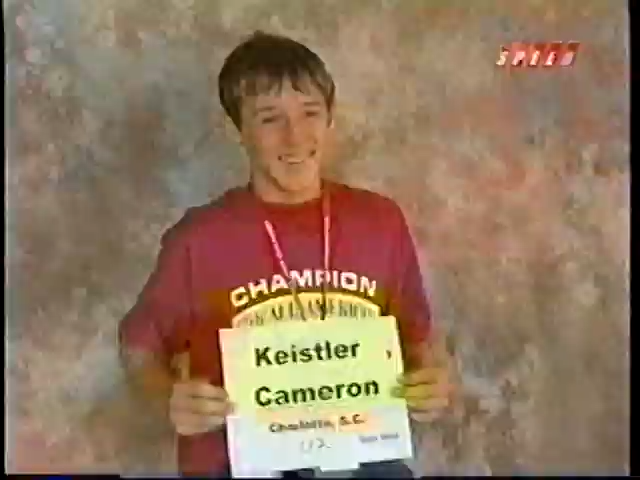 SPEED
CHAMPION
Keistler
Cameron
Charlotte, S.C.